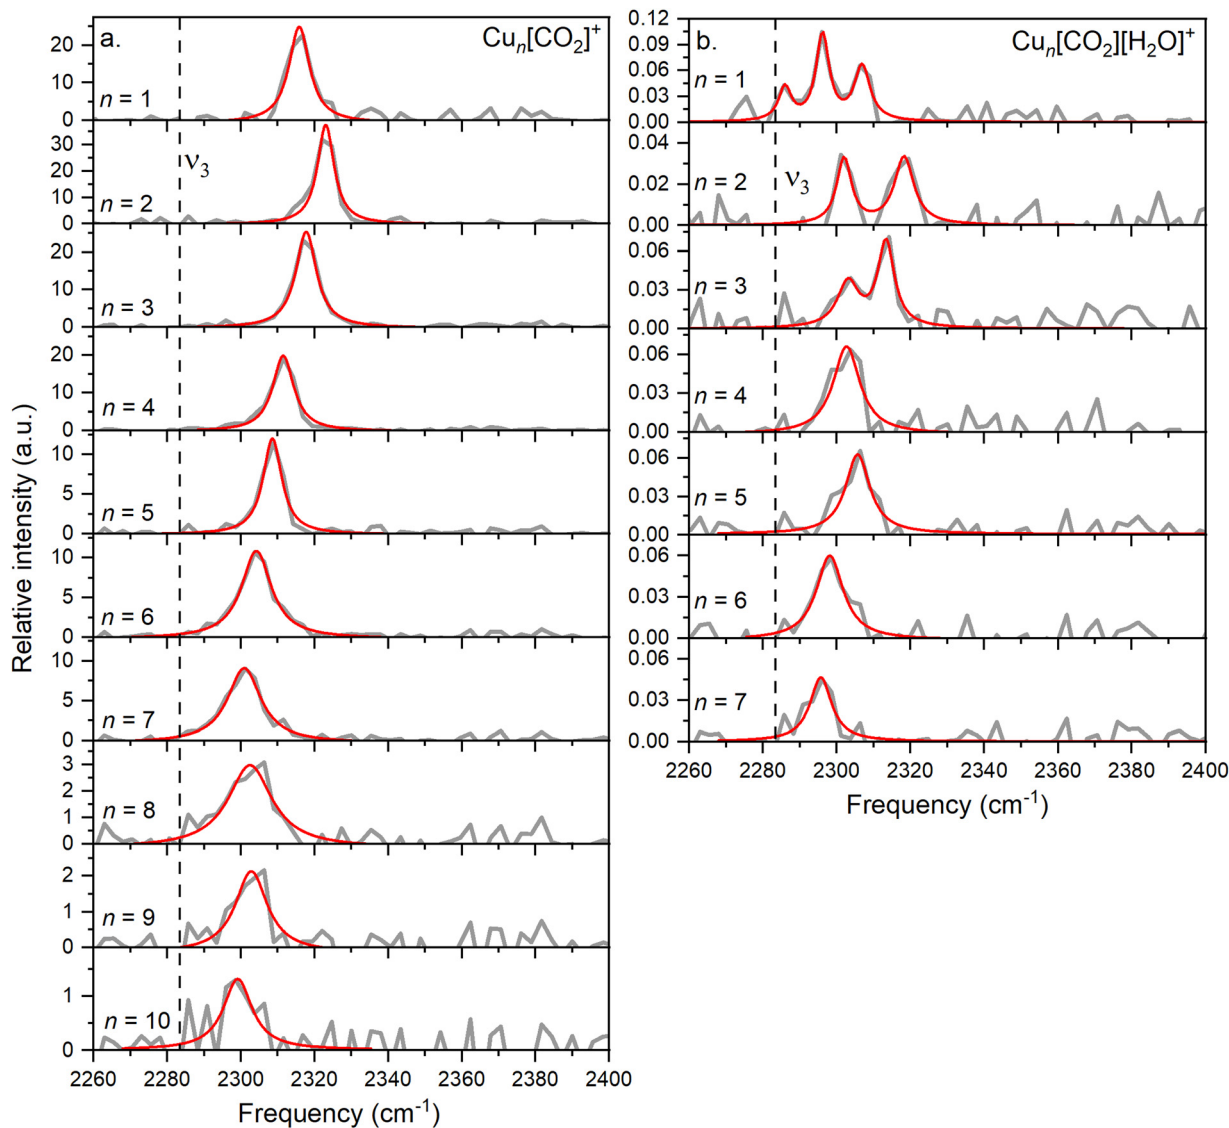 a.
Cuₙ[CO₂]⁺
20
10
0
n = 1
ν₃
30
20
10
0
n = 2
20
10
0
n = 3
20
10
0
n = 4
10
5
0
n = 5
10
5
0
n = 6
10
5
0
n = 7
3
2
1
0
n = 8
2
1
0
n = 9
1
0
n = 10
2260 2280 2300 2320 2340 2360 2380 2400
Frequency (cm⁻¹)
Relative intensity (a.u.)
b.
Cuₙ[CO₂][H₂O]⁺
0.12
0.09
0.06
0.03
0.00
n = 1
ν₃
0.04
0.02
0.00
n = 2
0.06
0.03
0.00
n = 3
0.06
0.03
0.00
n = 4
0.06
0.03
0.00
n = 5
0.06
0.03
0.00
n = 6
0.06
0.03
0.00
n = 7
2260 2280 2300 2320 2340 2360 2380 2400
Frequency (cm⁻¹)